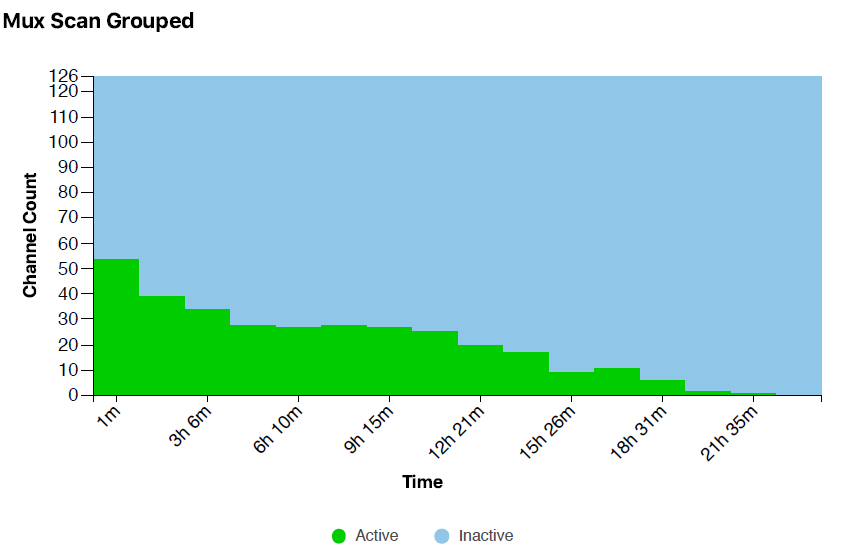 Mux Scan Grouped
126
120
110
100
90
80
70
60
50
40
30
20
10
0
Channel Count
1m
3h 6m
6h 10m
9h 15m
12h 21m
15h 26m
18h 31m
21h 35m
Time
Active
Inactive